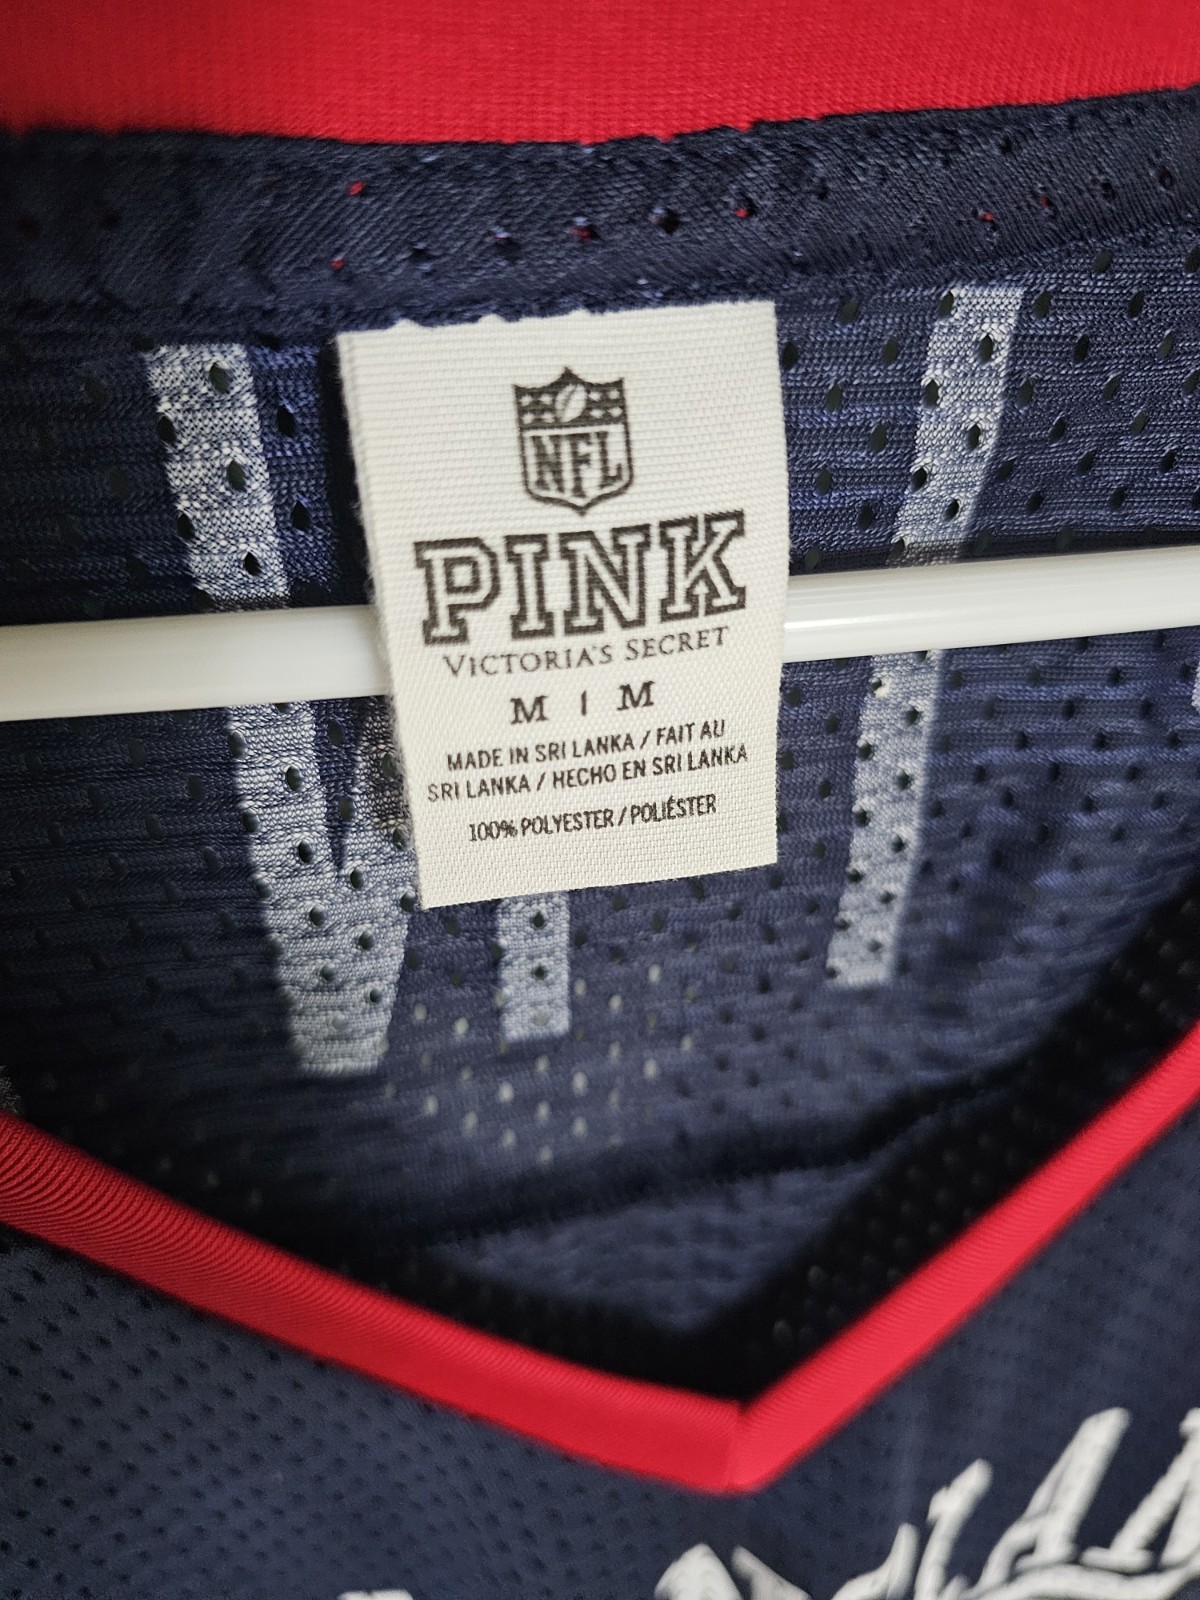 NFL
PINK
VICTORIA'S SECRET
M | M
MADE IN SRI LANKA / FAIT AU
SRI LANKA / HECHO EN SRI LANKA
100% POLYESTER / POLIÉSTER